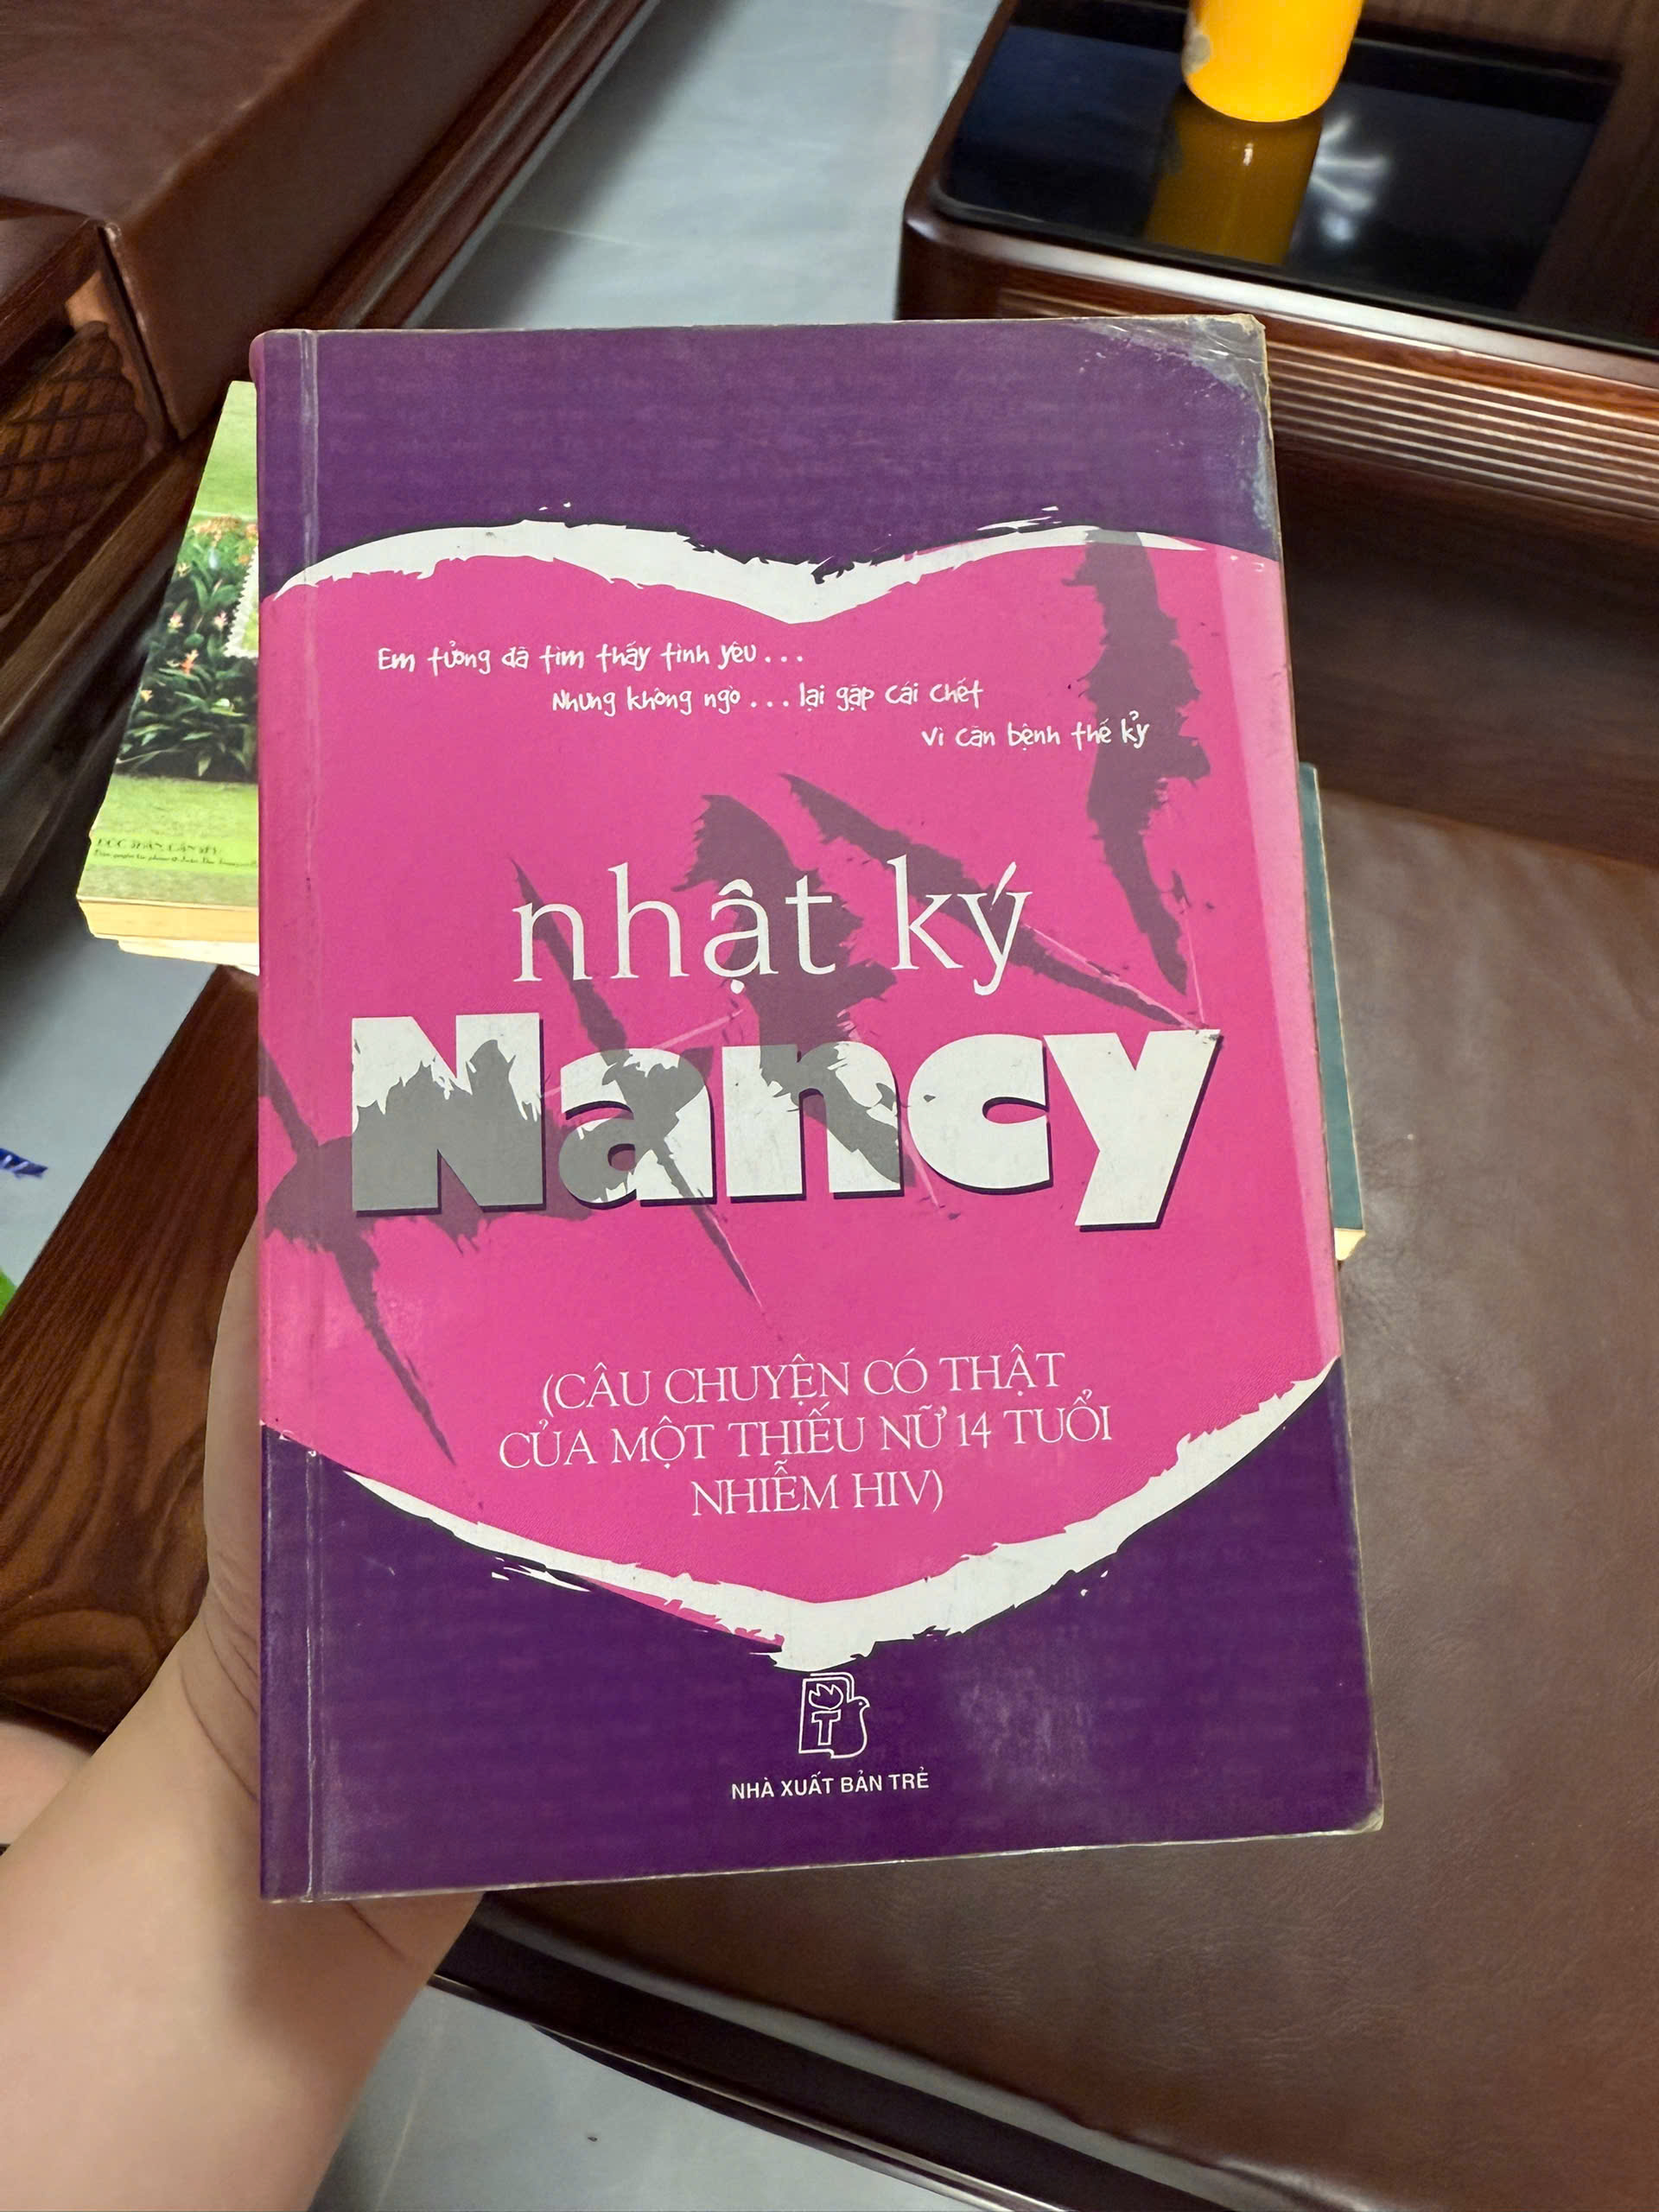 Em tưởng đã tìm thấy tình yêu...
Nhưng không ngờ... lại gặp cái chết
vì căn bệnh thế kỷ
nhật ký
Nancy
(CÂU CHUYỆN CÓ THẬT
CỦA MỘT THIẾU NỮ 14 TUỔI
NHIỄM HIV)
T
NHÀ XUẤT BẢN TRẺ